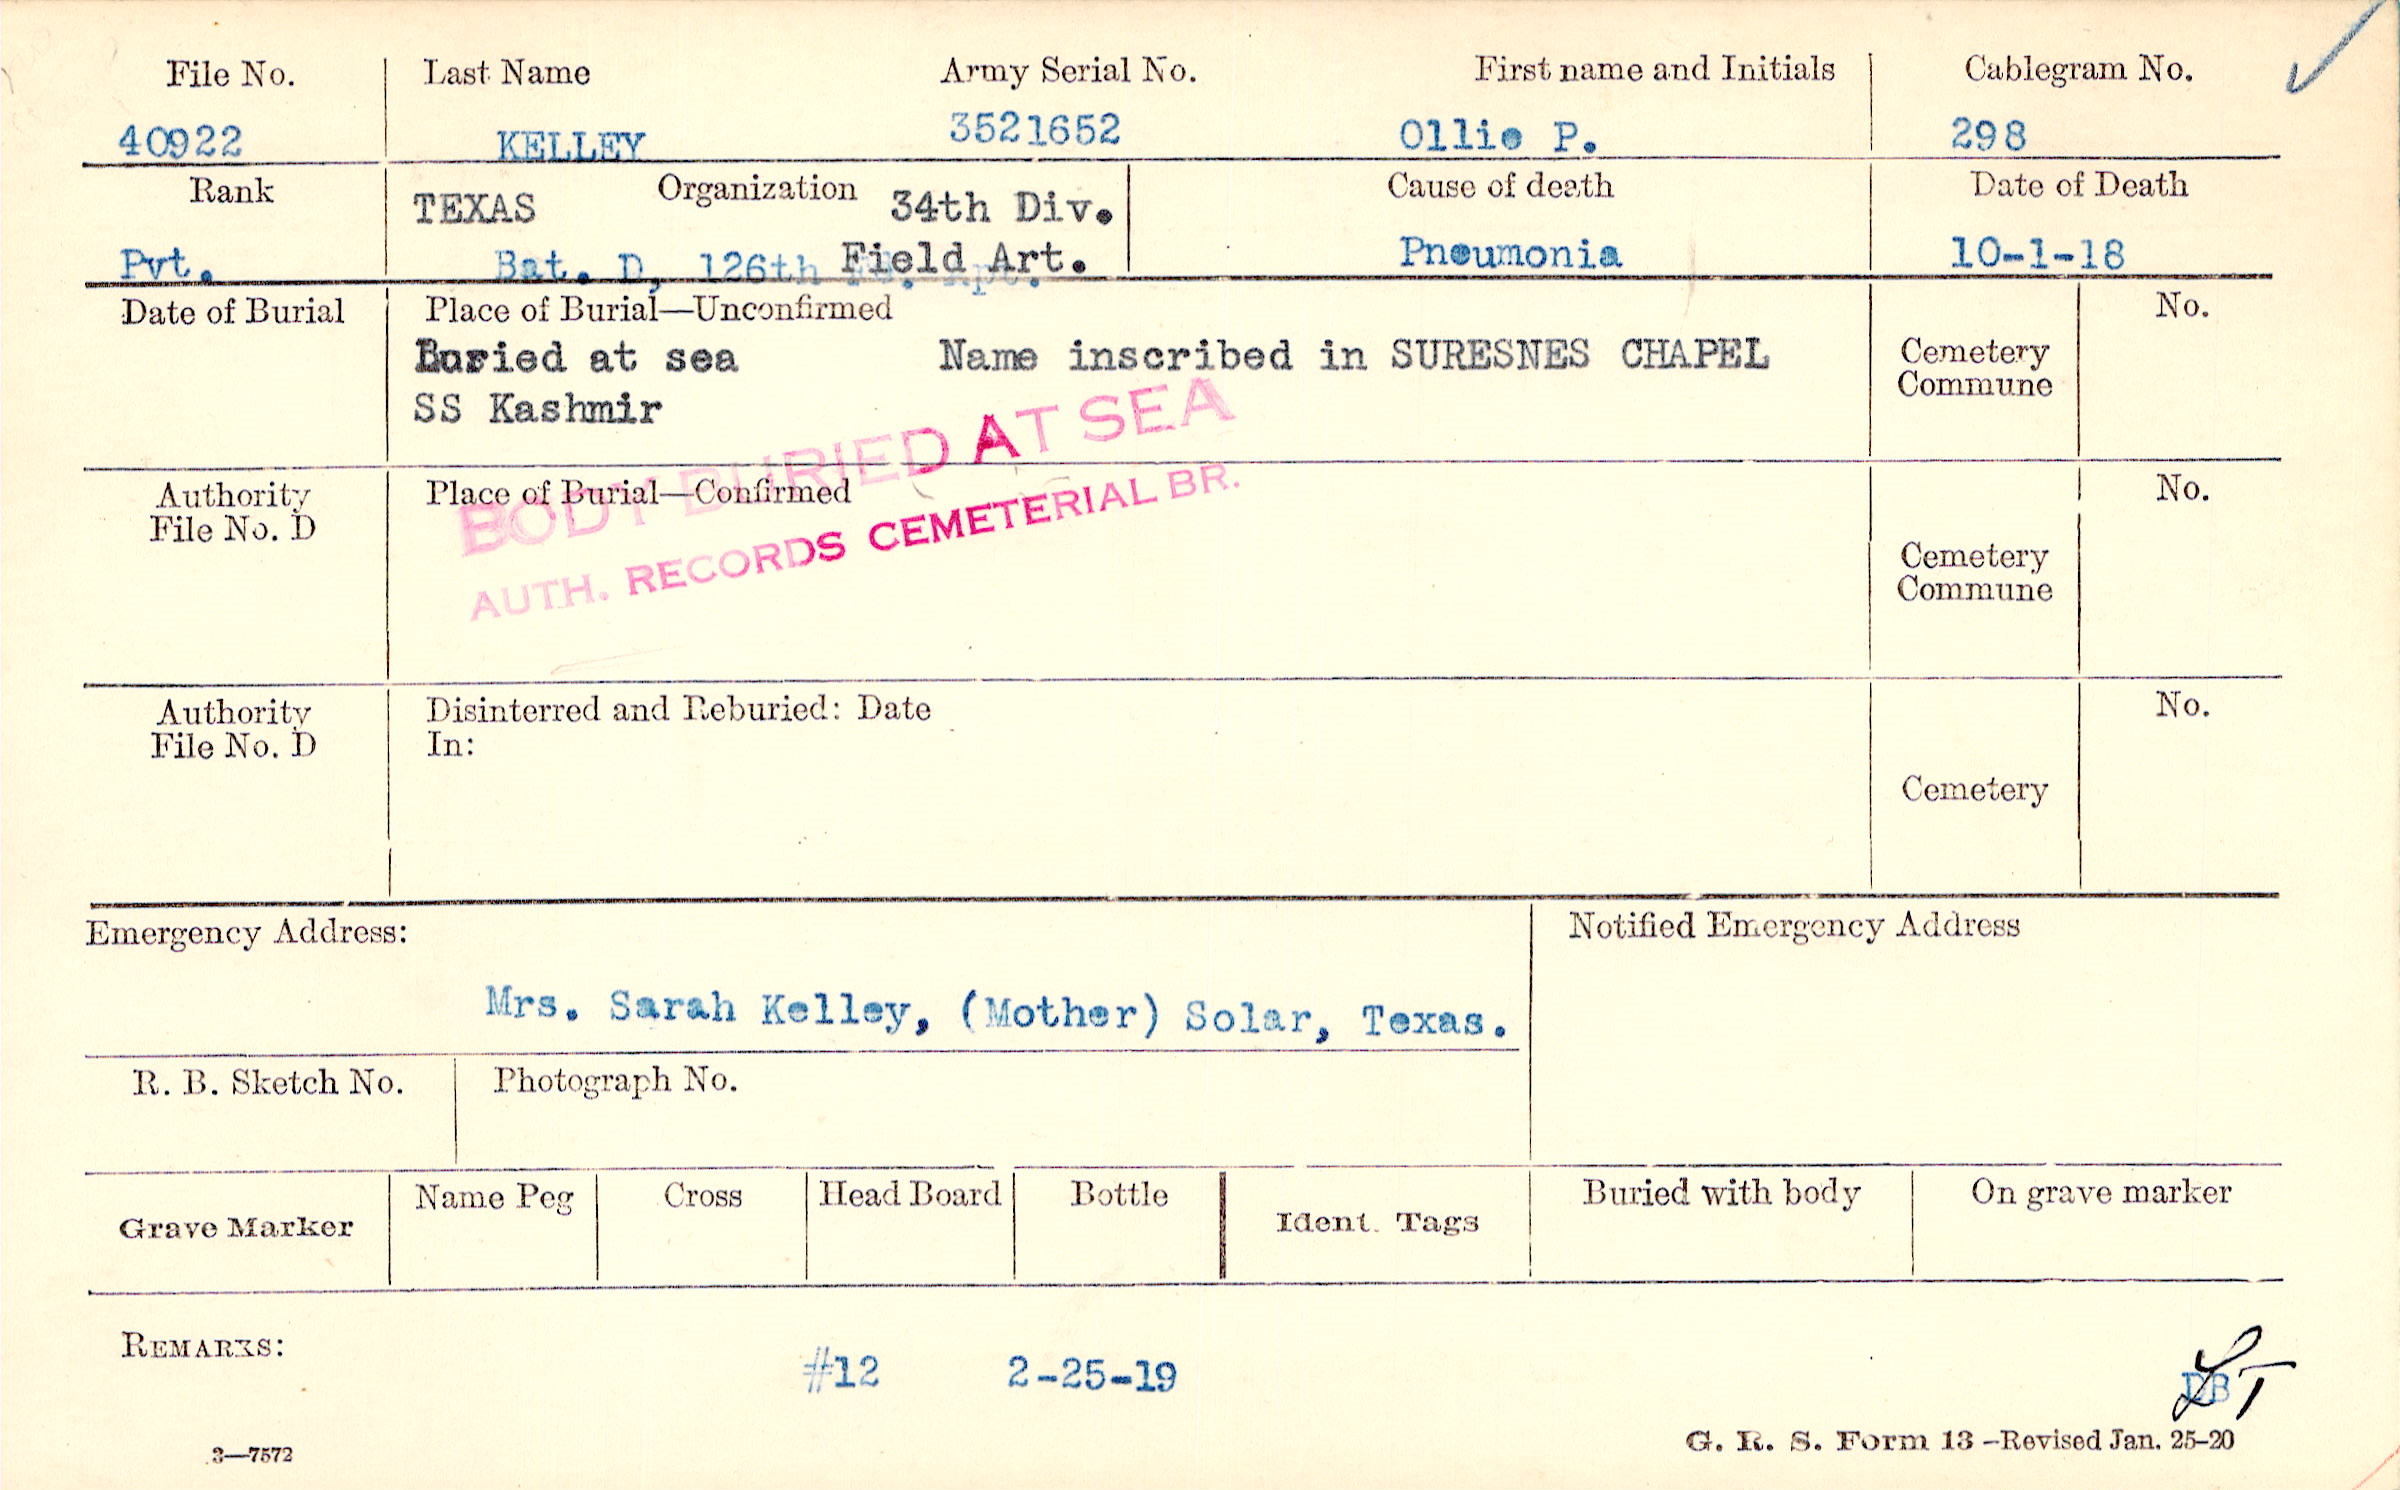 File No. Last Name Army Serial No. First name and Initials Cablegram No.
40922 KELLEY 3521652 Ollie P. 298
Rank TEXAS Organization 34th Div. Cause of death Date of Death
Pvt. Bat. D, 126th Field Art. Pneumonia 10-1-18
Date of Burial Place of Burial—Unconfirmed No.
Buried at sea Name inscribed in SURESNES CHAPEL Cemetery
Commune
SS Kashmir
BODY BURIED AT SEA
AUTH. RECORDS CEMETERIAL BR.
Authority Place of Burial—Confirmed No.
File No. D
Cemetery
Commune
Authority Disinterred and Reburied: Date No.
File No. D In:
Cemetery
Emergency Address: Notified Emergency Address
Mrs. Sarah Kelley, (Mother) Solar, Texas.
R. B. Sketch No. Photograph No.
Grave Marker Name Peg Cross Head Board Bottle Ident. Tags Buried with body On grave marker
REMARKS:
#12 2-25-19
DB
LT
3—7572
G. R. S. Form 13—Revised Jan. 25-20